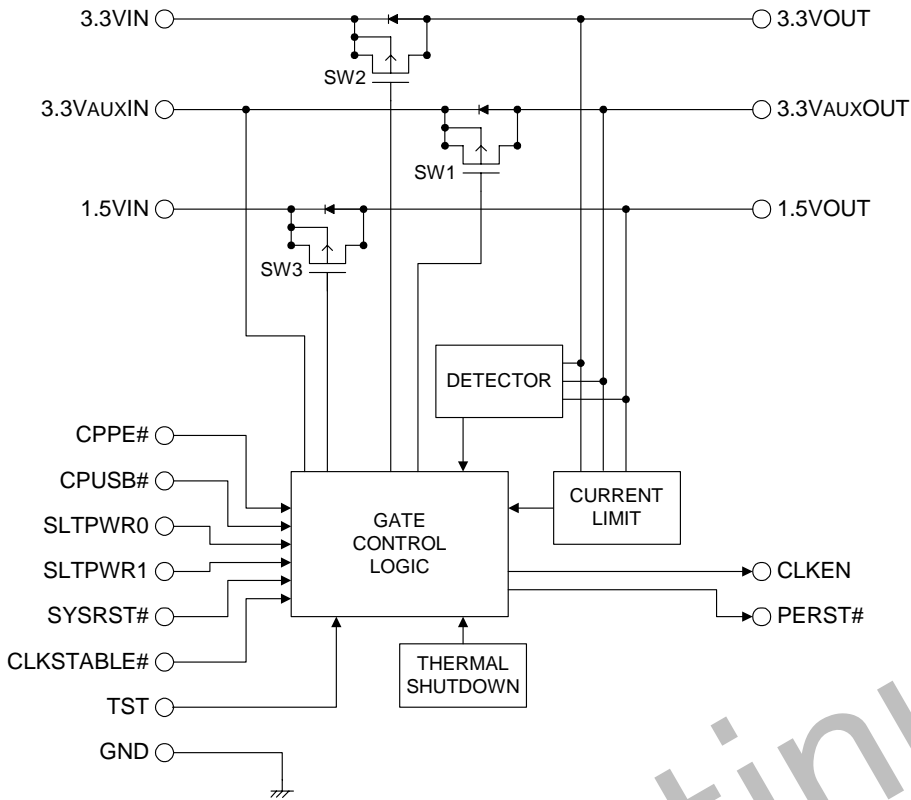 3.3VIN
3.3VOUT
SW2
3.3VAUXIN
3.3VAUXOUT
SW1
1.5VIN
1.5VOUT
SW3
DETECTOR
CPPE#
CPUSB#
SLTPWR0
SLTPWR1
SYSRST#
CLKSTABLE#
TST
GND
GATE
CONTROL
LOGIC
CURRENT
LIMIT
CLKEN
PERST#
THERMAL
SHUTDOWN
tinu